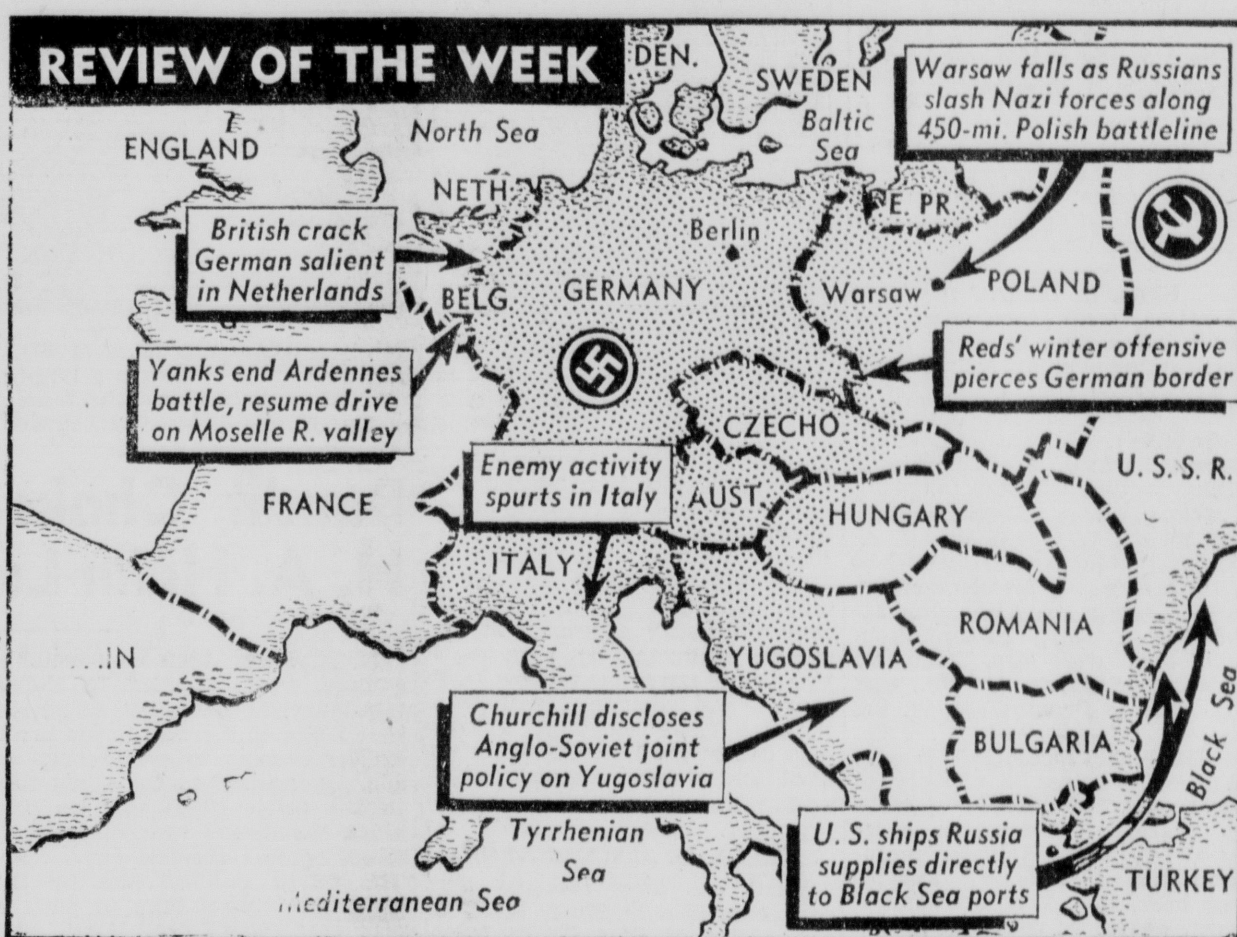 REVIEW OF THE WEEK
DEN.
SWEDEN
Baltic
Sea
North Sea
ENGLAND
NETH
Warsaw falls as Russians
slash Nazi forces along
450-mi. Polish battleline
E. PR.
British crack
German salient
in Netherlands
Berlin
BELG
GERMANY
Warsaw
POLAND
Yanks end Ardennes
battle, resume drive
on Moselle R. valley
Reds' winter offensive
pierces German border
CZECHO.
U. S. S. R.
Enemy activity
spurts in Italy
FRANCE
AUST.
HUNGARY
ITALY
ROMANIA
YUGOSLAVIA
Churchill discloses
Anglo-Soviet joint
policy on Yugoslavia
BULGARIA
Black Sea
Tyrrhenian
Sea
U. S. ships Russia
supplies directly
to Black Sea ports
TURKEY
Mediterranean Sea